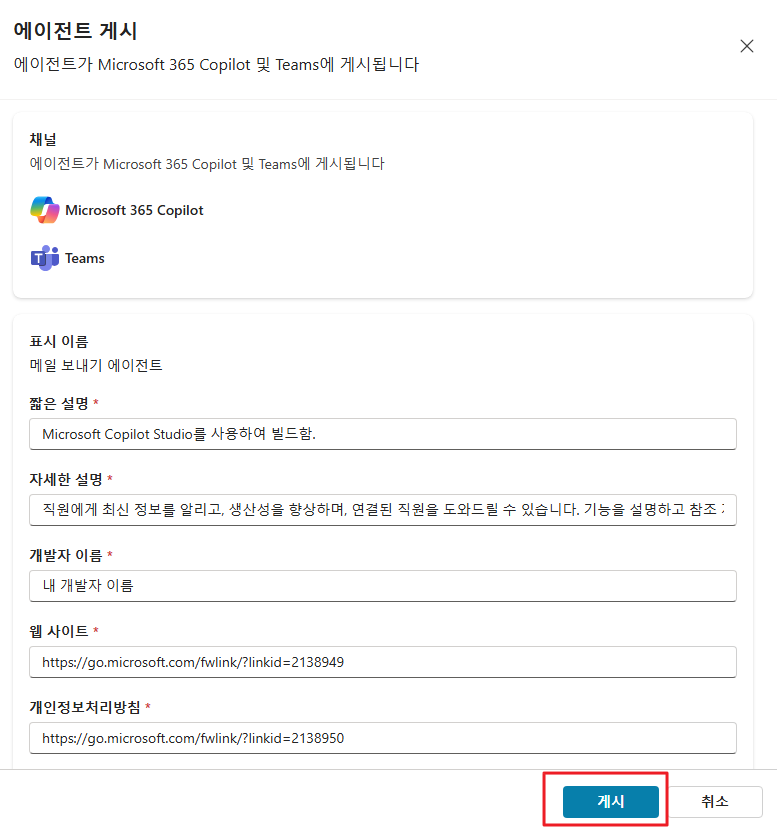 에이전트 게시
에이전트가 Microsoft 365 Copilot 및 Teams에 게시됩니다
채널
에이전트가 Microsoft 365 Copilot 및 Teams에 게시됩니다
Microsoft 365 Copilot
Teams
표시 이름
메일 보내기 에이전트
짧은 설명 *
Microsoft Copilot Studio를 사용하여 빌드함.
자세한 설명 *
직원에게 최신 정보를 알리고, 생산성을 향상하며, 연결된 직원을 도와드릴 수 있습니다. 기능을 설명하고 참조
개발자 이름 *
내 개발자 이름
웹 사이트 *
https://go.microsoft.com/fwlink/?linkid=2138949
개인정보처리방침 *
https://go.microsoft.com/fwlink/?linkid=2138950
게시
취소